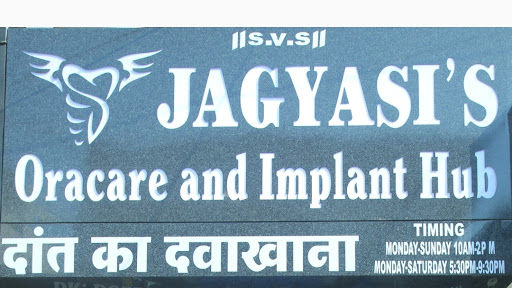 ||S.V.S||
JAGYASI'S
Oracare and Implant Hub
दांत का दवाखाना
TIMING
MONDAY-SUNDAY 10AM-2P M
MONDAY-SATURDAY 5:30PM-9:30PM